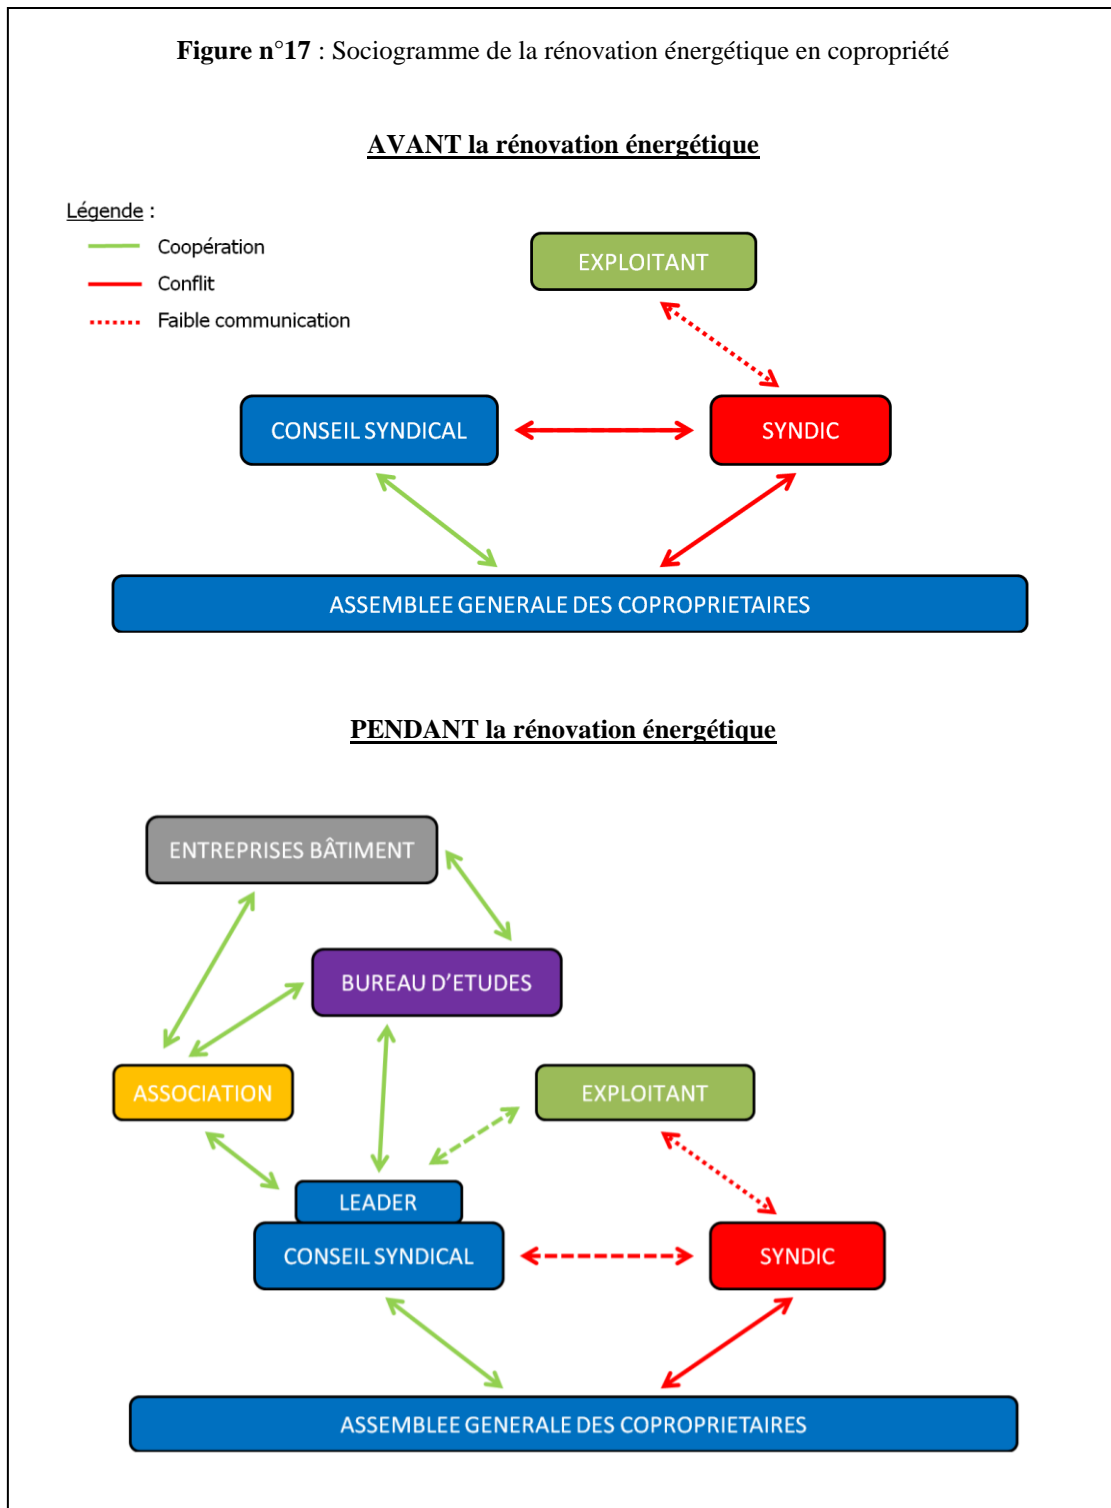 Figure n°17 : Sociogramme de la rénovation énergétique en copropriété
AVANT la rénovation énergétique
Légende :
Coopération
Conflit
Faible communication
EXPLOITANT
CONSEIL SYNDICAL
SYNDIC
ASSEMBLEE GENERALE DES COPROPRIETAIRES
PENDANT la rénovation énergétique
ENTREPRISES BÂTIMENT
BUREAU D'ETUDES
ASSOCIATION
EXPLOITANT
LEADER
CONSEIL SYNDICAL
SYNDIC
ASSEMBLEE GENERALE DES COPROPRIETAIRES